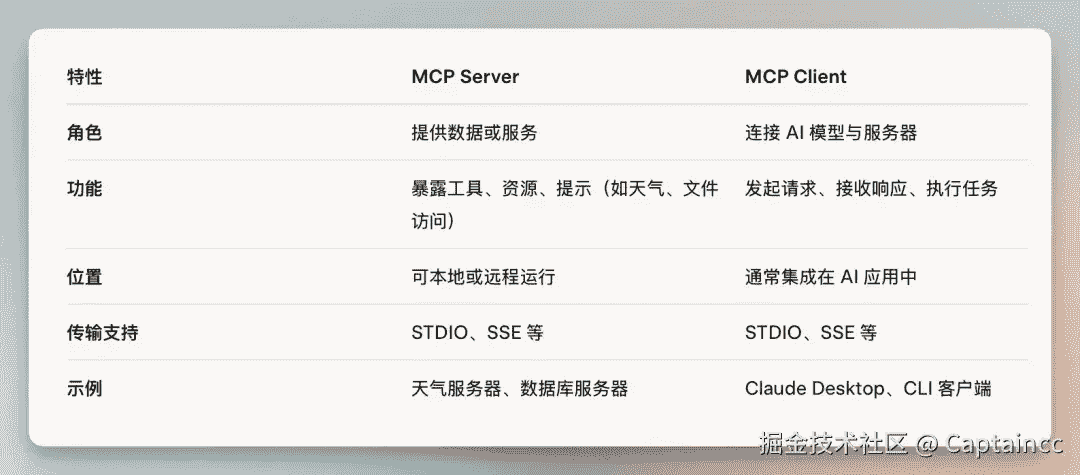 特性 MCP Server MCP Client
角色 提供数据或服务 连接 AI 模型与服务器
功能 暴露工具、资源、提示（如天气、文件 发起请求、接收响应、执行任务
访问）
位置 可本地或远程运行 通常集成在 AI 应用中
传输支持 STDIO、SSE 等 STDIO、SSE 等
示例 天气服务器、数据库服务器 Claude Desktop、CLI 客户端
掘金技术社区 @ Captaincc